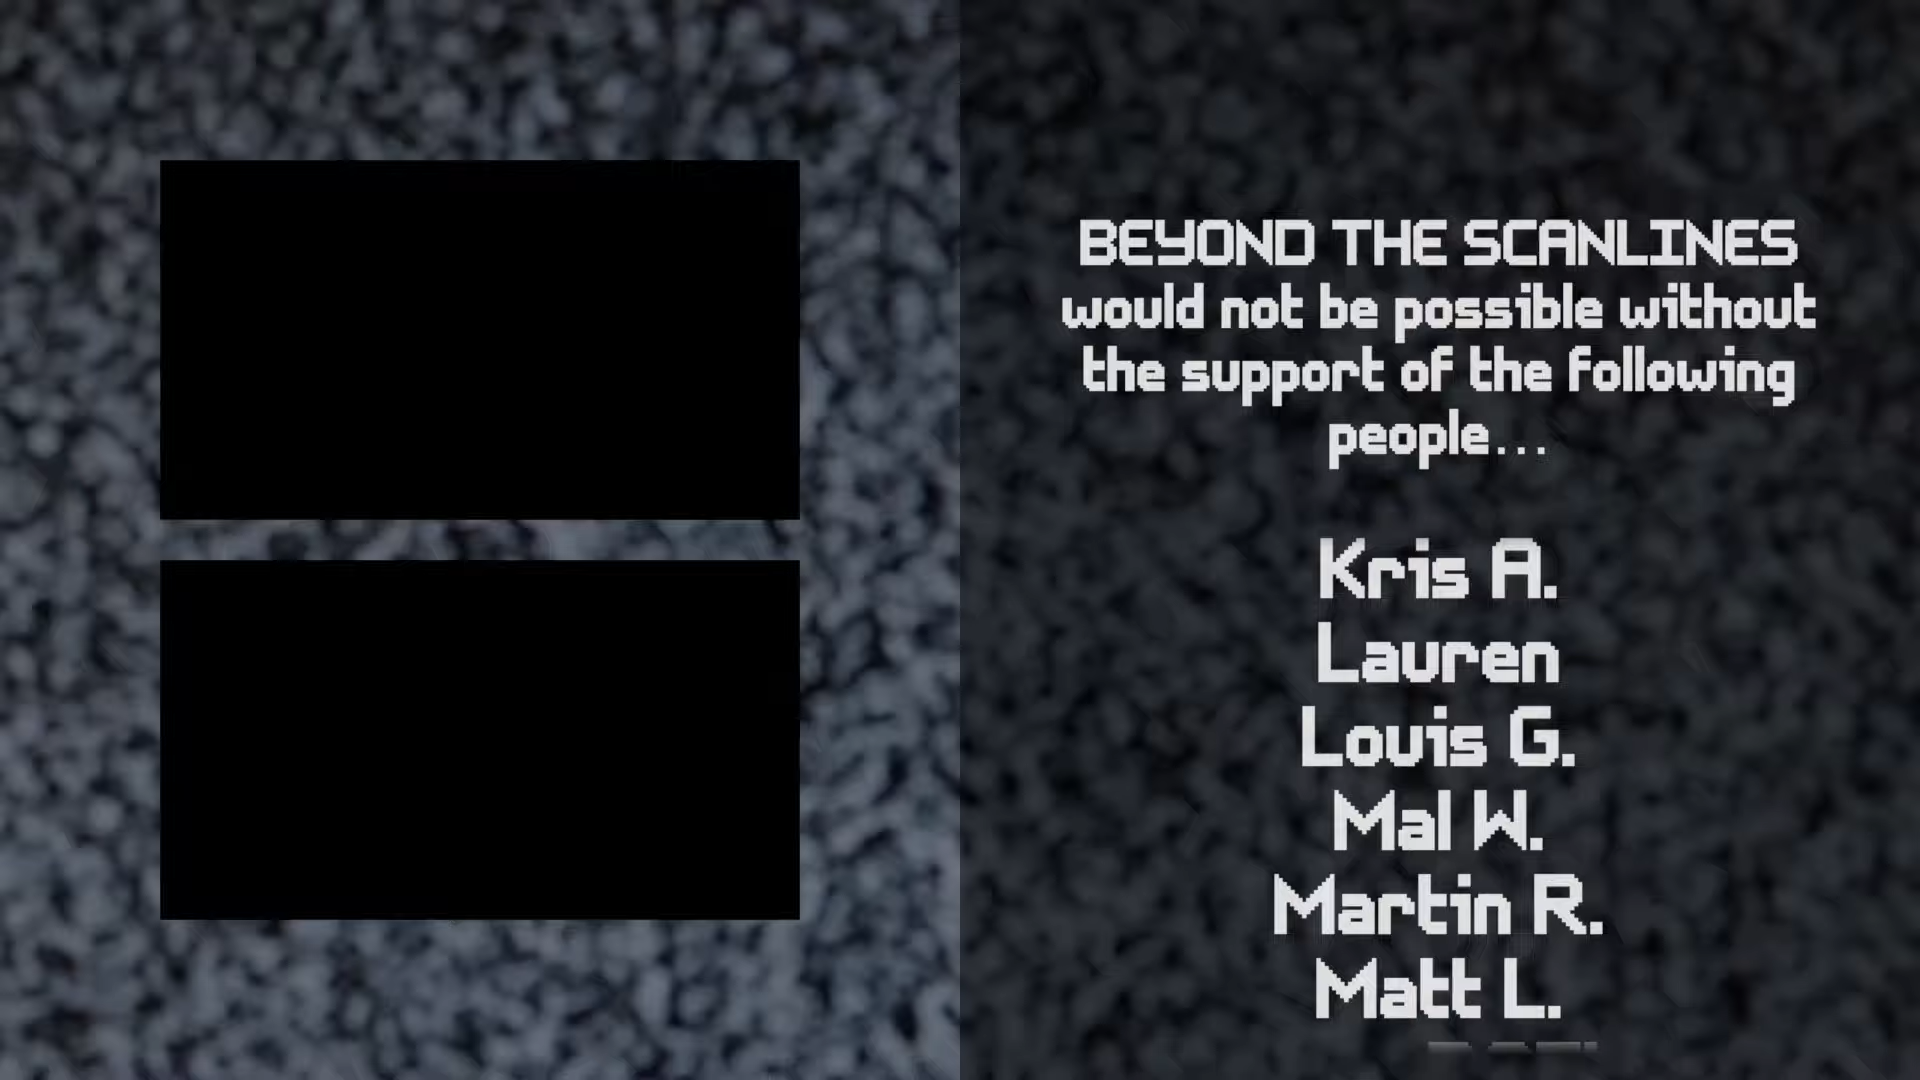 BEYOND THE SCANLINES
would not be possible without
the support of the following
people...
Kris A.
Lauren
Louis G.
Mal W.
Martin R.
Matt L.